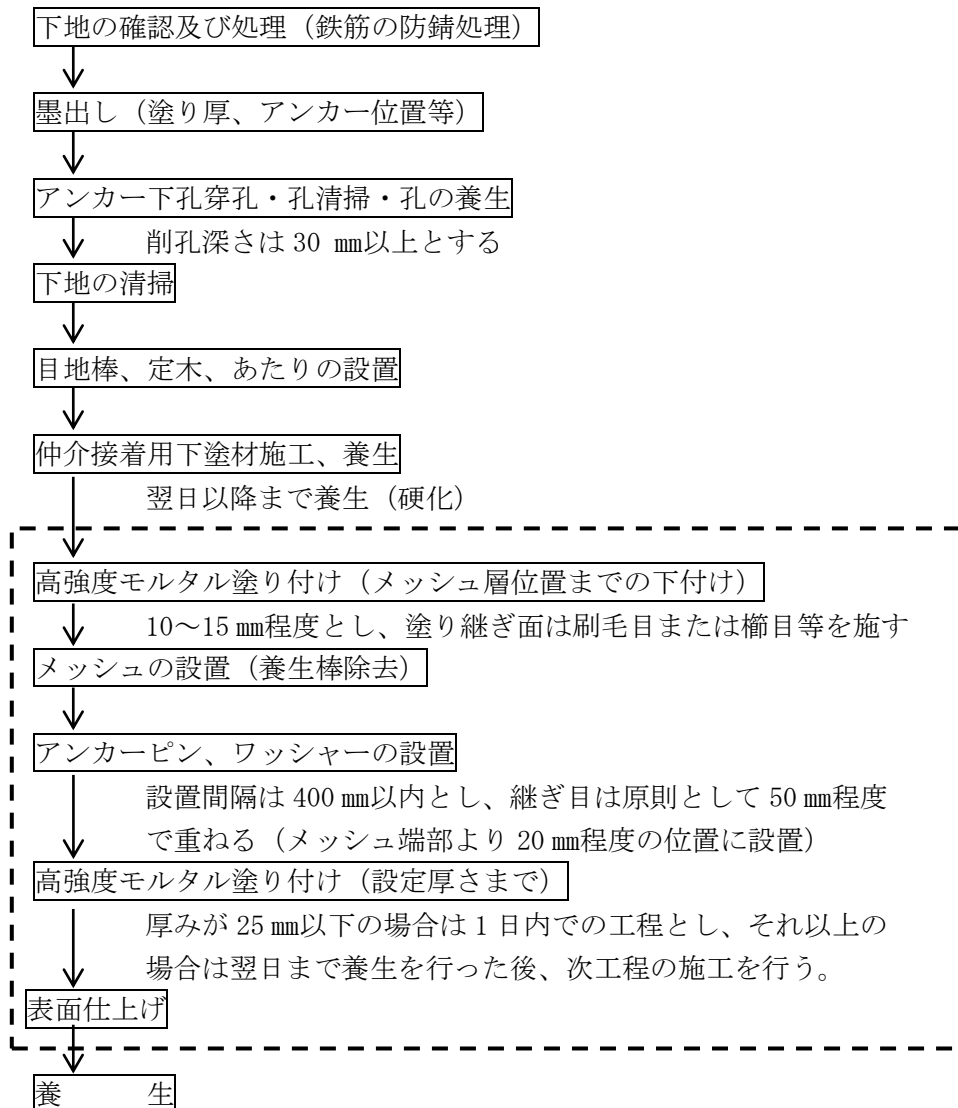 下地の確認及び処理（鉄筋の防錆処理）
墨出し（塗り厚、アンカー位置等）
アンカー下孔穿孔・孔清掃・孔の養生
削孔深さは 30 ㎜以上とする
下地の清掃
目地棒、定木、あたりの設置
仲介接着用下塗材施工、養生
翌日以降まで養生（硬化）
高強度モルタル塗り付け（メッシュ層位置までの下付け）
10～15 ㎜程度とし、塗り継ぎ面は刷毛目または櫛目等を施す
メッシュの設置（養生棒除去）
アンカーピン、ワッシャーの設置
設置間隔は 400 ㎜以内とし、継ぎ目は原則として 50 ㎜程度
で重ねる（メッシュ端部より 20 ㎜程度の位置に設置）
高強度モルタル塗り付け（設定厚さまで）
厚みが 25 ㎜以下の場合は 1 日内での工程とし、それ以上の
場合は翌日まで養生を行った後、次工程の施工を行う。
表面仕上げ
養　　　生